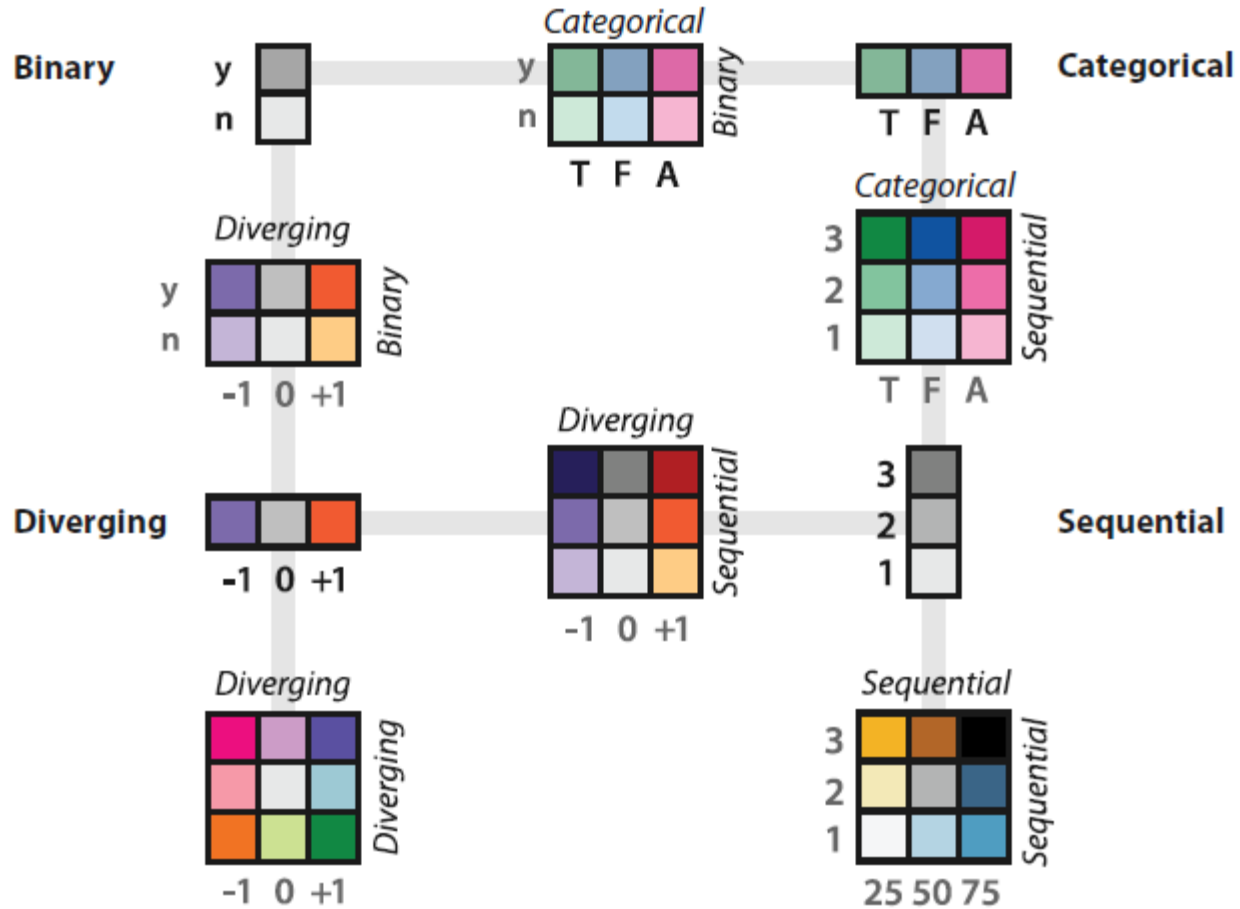 Categorical
Binary
y
y
Categorical
n
n
Binary
T F A
T F A
Categorical
Diverging
3
y
2
Sequential
n
Binary
1
-1 0 +1
T F A
Diverging
3
Diverging
2
Sequential
Sequential
1
-1 0 +1
-1 0 +1
Diverging
Sequential
3
Diverging
2
Sequential
1
-1 0 +1
25 50 75